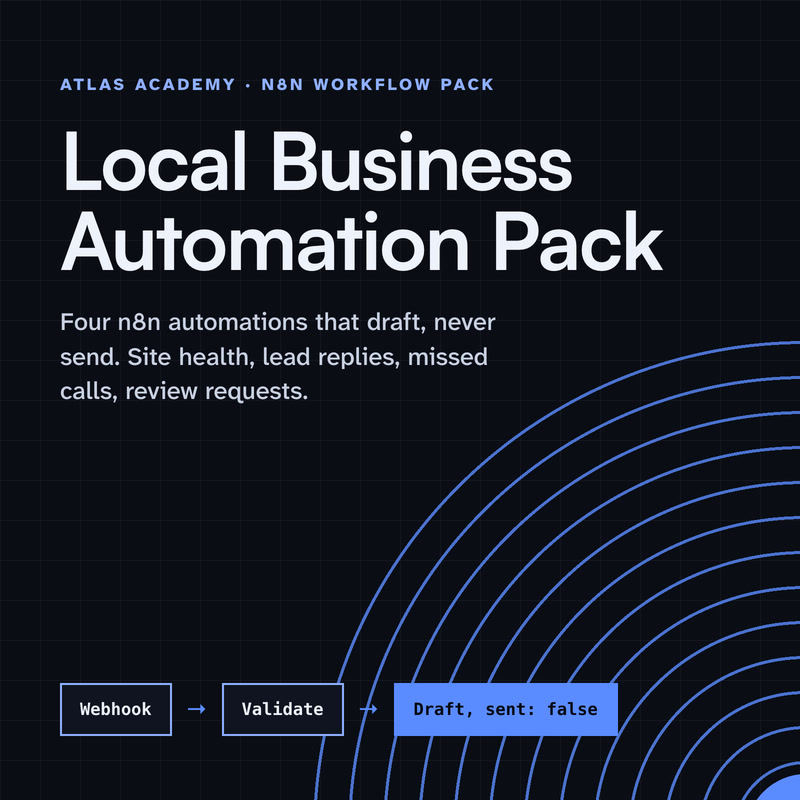 ATLAS ACADEMY · N8N WORKFLOW PACK
Local Business
Automation Pack
Four n8n automations that draft, never
send. Site health, lead replies, missed
calls, review requests.
Webhook → Validate → Draft, sent: false